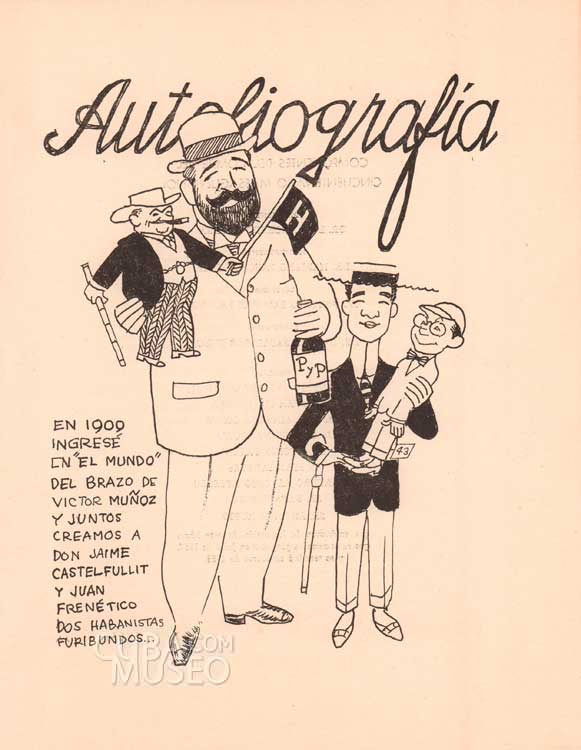 Autobiografía
H
PyP
43
EN 1909
INGRESÉ
EN "EL MUNDO"
DEL BRAZO DE
VICTOR MUÑOZ
Y JUNTOS
CREAMOS A
DON JAIME
CASTELFULLIT
Y JUAN
FRENÉTICO
DOS HABANISTAS
FURIBUNDOS...
CUBA.COM
MUSEO